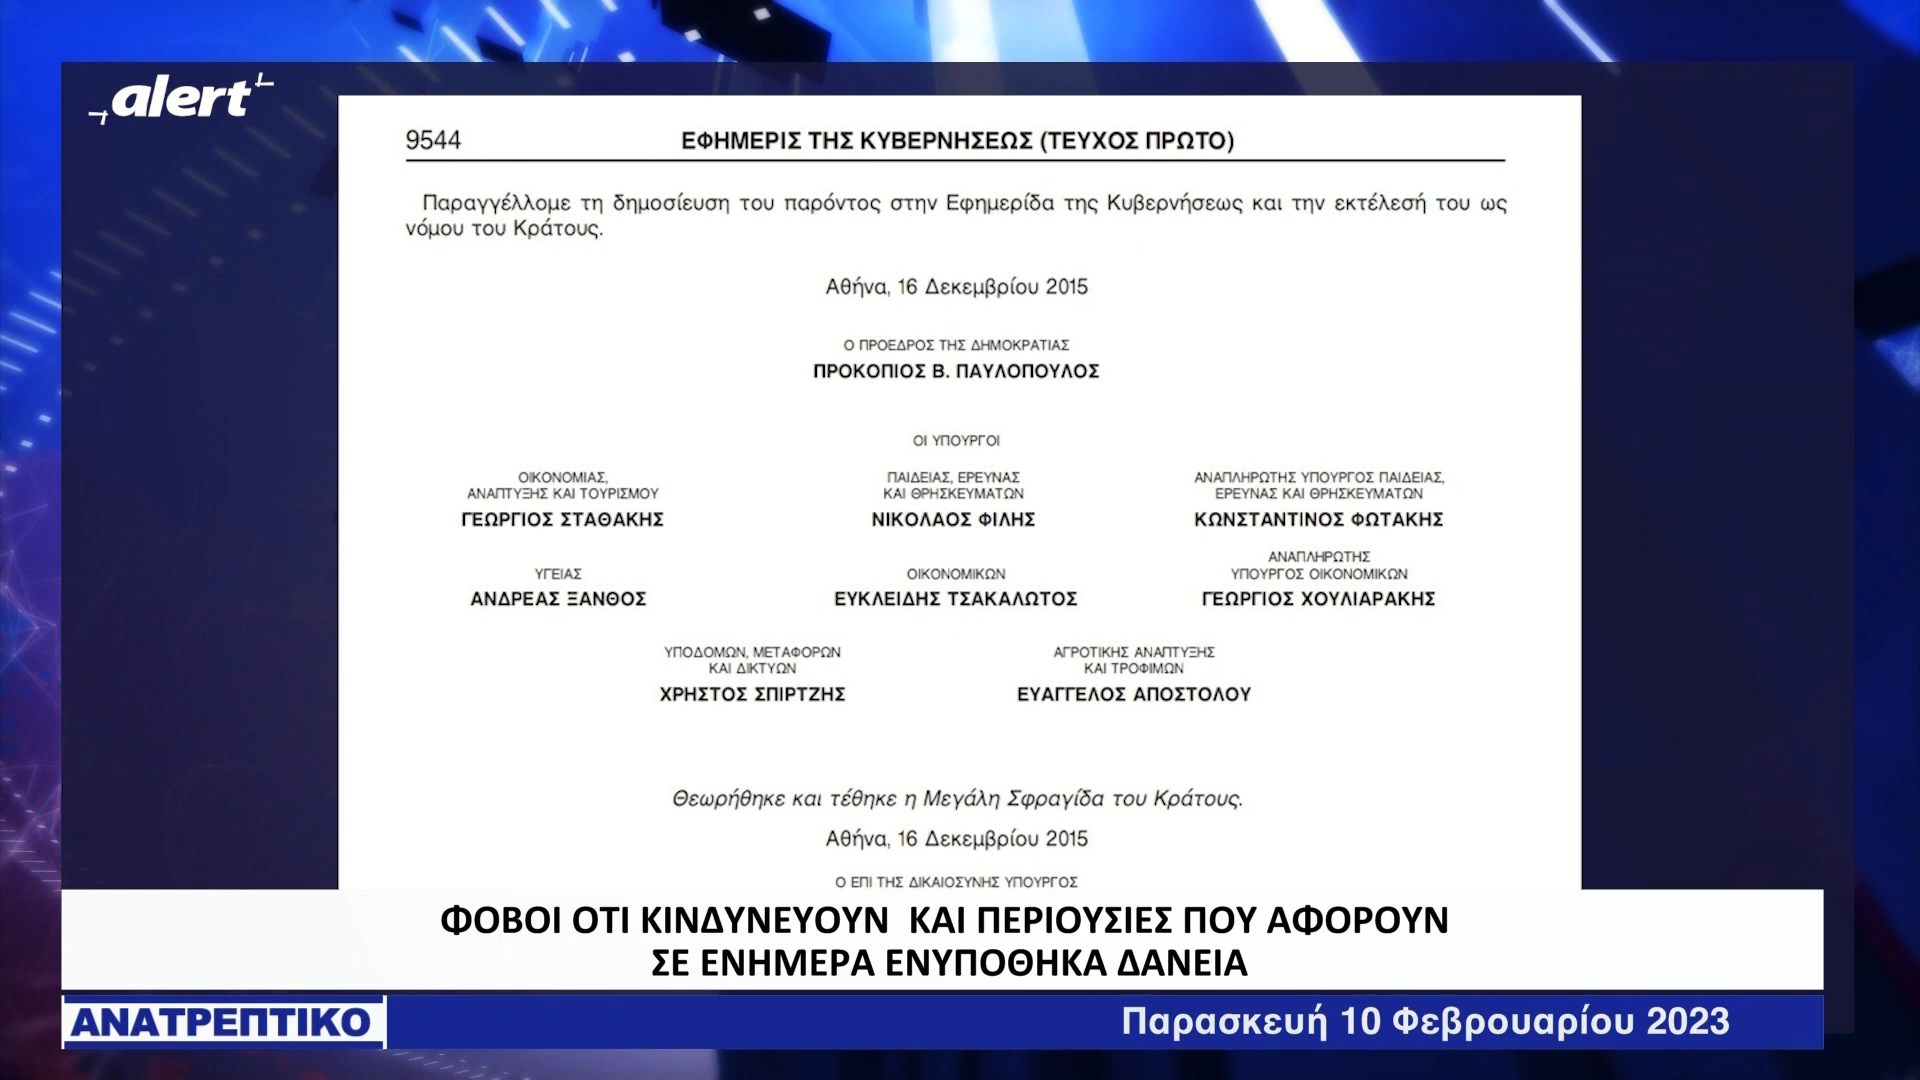 alert
9544 ΕΦΗΜΕΡΙΣ ΤΗΣ ΚΥΒΕΡΝΗΣΕΩΣ (ΤΕΥΧΟΣ ΠΡΩΤΟ)
Παραγγέλλομε τη δημοσίευση του παρόντος στην Εφημερίδα της Κυβερνήσεως και την εκτέλεσή του ως
νόμου του Κράτους.
Αθήνα, 16 Δεκεμβρίου 2015
Ο ΠΡΟΕΔΡΟΣ ΤΗΣ ΔΗΜΟΚΡΑΤΙΑΣ
ΠΡΟΚΟΠΙΟΣ Β. ΠΑΥΛΟΠΟΥΛΟΣ
ΟΙ ΥΠΟΥΡΓΟΙ
ΟΙΚΟΝΟΜΙΑΣ,
ΑΝΑΠΤΥΞΗΣ ΚΑΙ ΤΟΥΡΙΣΜΟΥ
ΓΕΩΡΓΙΟΣ ΣΤΑΘΑΚΗΣ
ΠΑΙΔΕΙΑΣ, ΕΡΕΥΝΑΣ
ΚΑΙ ΘΡΗΣΚΕΥΜΑΤΩΝ
ΝΙΚΟΛΑΟΣ ΦΙΛΗΣ
ΑΝΑΠΛΗΡΩΤΗΣ ΥΠΟΥΡΓΟΣ ΠΑΙΔΕΙΑΣ,
ΕΡΕΥΝΑΣ ΚΑΙ ΘΡΗΣΚΕΥΜΑΤΩΝ
ΚΩΝΣΤΑΝΤΙΝΟΣ ΦΩΤΑΚΗΣ
ΥΓΕΙΑΣ
ΑΝΔΡΕΑΣ ΞΑΝΘΟΣ
ΟΙΚΟΝΟΜΙΚΩΝ
ΕΥΚΛΕΙΔΗΣ ΤΣΑΚΑΛΩΤΟΣ
ΑΝΑΠΛΗΡΩΤΗΣ
ΥΠΟΥΡΓΟΣ ΟΙΚΟΝΟΜΙΚΩΝ
ΓΕΩΡΓΙΟΣ ΧΟΥΛΙΑΡΑΚΗΣ
ΥΠΟΔΟΜΩΝ, ΜΕΤΑΦΟΡΩΝ
ΚΑΙ ΔΙΚΤΥΩΝ
ΧΡΗΣΤΟΣ ΣΠΙΡΤΖΗΣ
ΑΓΡΟΤΙΚΗΣ ΑΝΑΠΤΥΞΗΣ
ΚΑΙ ΤΡΟΦΙΜΩΝ
ΕΥΑΓΓΕΛΟΣ ΑΠΟΣΤΟΛΟΥ
Θεωρήθηκε και τέθηκε η Μεγάλη Σφραγίδα του Κράτους.
Αθήνα, 16 Δεκεμβρίου 2015
Ο ΕΠΙ ΤΗΣ ΔΙΚΑΙΟΣΥΝΗΣ ΥΠΟΥΡΓΟΣ
ΦΟΒΟΙ ΟΤΙ ΚΙΝΔΥΝΕΥΟΥΝ ΚΑΙ ΠΕΡΙΟΥΣΙΕΣ ΠΟΥ ΑΦΟΡΟΥΝ
ΣΕ ΕΝΗΜΕΡΑ ΕΝΥΠΟΘΗΚΑ ΔΑΝΕΙΑ
ΑΝΑΤΡΕΠΤΙΚΟ
Παρασκευή 10 Φεβρουαρίου 2023